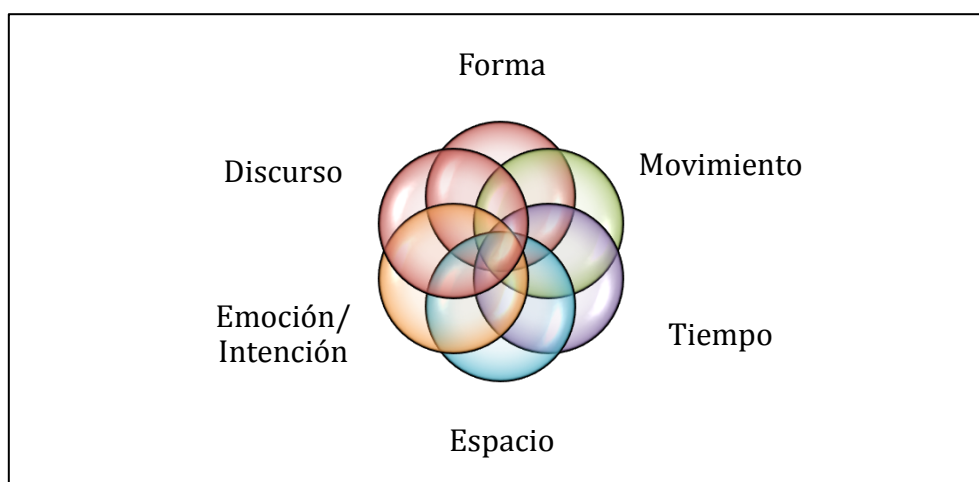 Forma
Discurso
Movimiento
Emoción/
Intención
Tiempo
Espacio